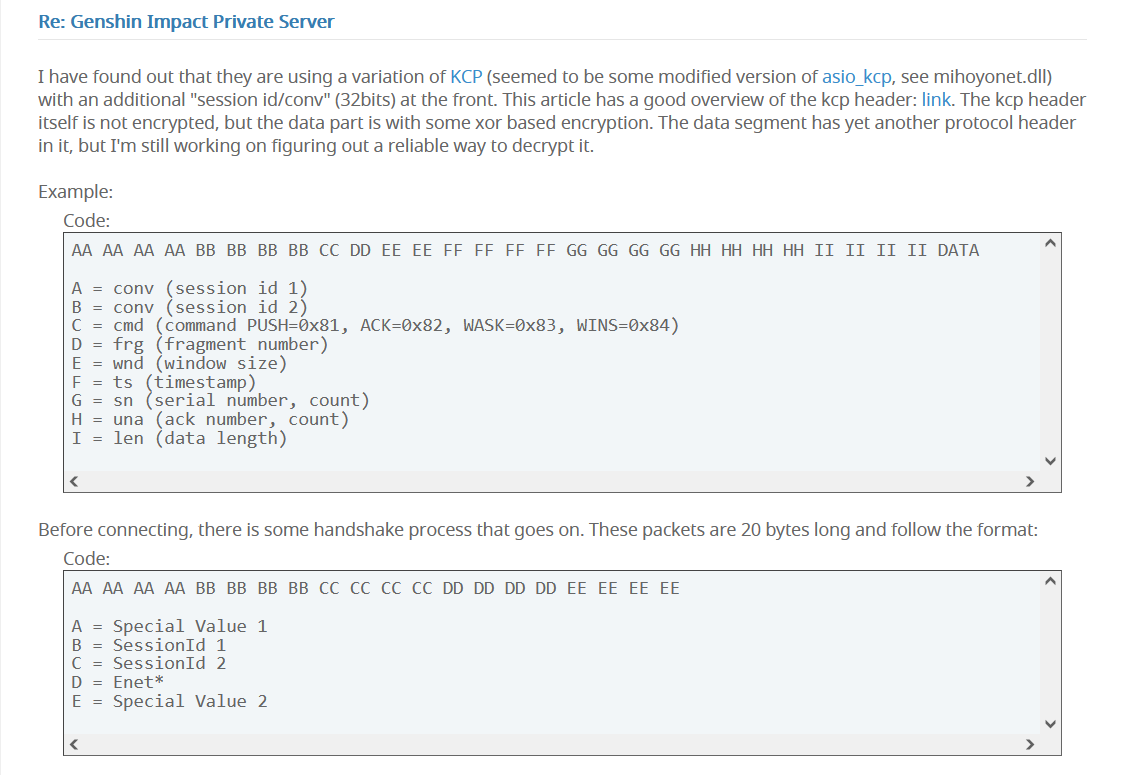 Re: Genshin Impact Private Server
I have found out that they are using a variation of KCP (seemed to be some modified version of asio_kcp, see mihoyonet.dll)
with an additional "session id/conv" (32bits) at the front. This article has a good overview of the kcp header: link. The kcp header
itself is not encrypted, but the data part is with some xor based encryption. The data segment has yet another protocol header
in it, but I'm still working on figuring out a reliable way to decrypt it.
Example:
Code:
AA AA AA AA BB BB BB BB CC DD EE EE FF FF FF FF GG GG GG GG HH HH HH HH II II II II DATA
A = conv (session id 1)
B = conv (session id 2)
C = cmd (command PUSH=0x81, ACK=0x82, WASK=0x83, WINS=0x84)
D = frg (fragment number)
E = wnd (window size)
F = ts (timestamp)
G = sn (serial number, count)
H = una (ack number, count)
I = len (data length)
Before connecting, there is some handshake process that goes on. These packets are 20 bytes long and follow the format:
Code:
AA AA AA AA BB BB BB BB CC CC CC CC DD DD DD DD EE EE EE EE
A = Special Value 1
B = SessionId 1
C = SessionId 2
D = Enet*
E = Special Value 2